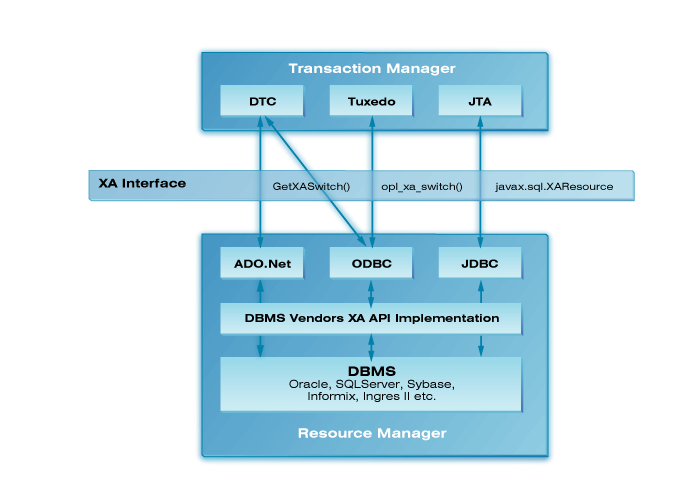 Transaction Manager
DTC
Tuxedo
JTA
XA Interface
GetXASwitch()
opl_xa_switch()
javax.sql.XAResource
ADO.Net
ODBC
JDBC
DBMS Vendors XA API Implementation
DBMS
Oracle, SQLServer, Sybase,
Informix, Ingres II etc.
Resource Manager